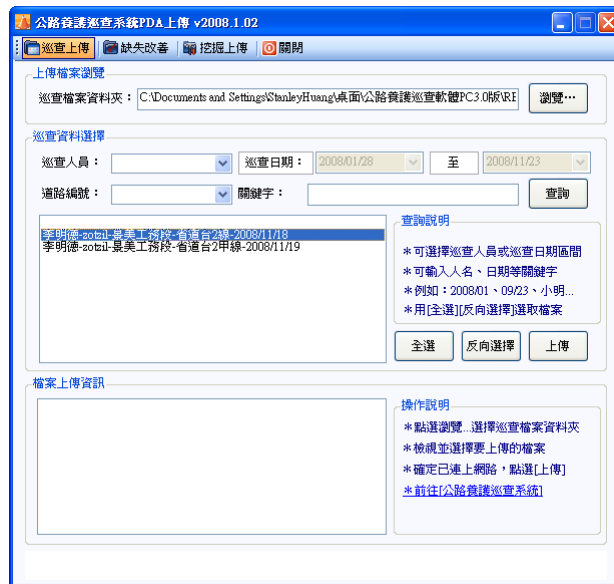 公路養護巡查系統PDA上傳 v2008.1.02
巡查上傳 缺失改善 挖掘上傳 關閉
上傳檔案瀏覽
巡查檔案資料夾： C:\Documents and Settings\StanleyHuang\桌面\公路養護巡查軟體PC3.0版\RE 瀏覽…
巡查資料選擇
巡查人員： 巡查日期： 2008/01/28 至 2008/11/23
道路編號： 關鍵字： 查詢
李明德-zotzil-景美工務段-省道台2線-2008/11/18
李明德-zotzil-景美工務段-省道台2甲線-2008/11/19
查詢說明
＊可選擇巡查人員或巡查日期區間
＊可輸入人名、日期等關鍵字
＊例如：2008/01、09/23、小明...
＊用[全選][反向選擇]選取檔案
全選 反向選擇 上傳
檔案上傳資訊
操作說明
＊點選瀏覽...選擇巡查檔案資料夾
＊檢視並選擇要上傳的檔案
＊確定已連上網路，點選[上傳]
＊前往[公路養護巡查系統]